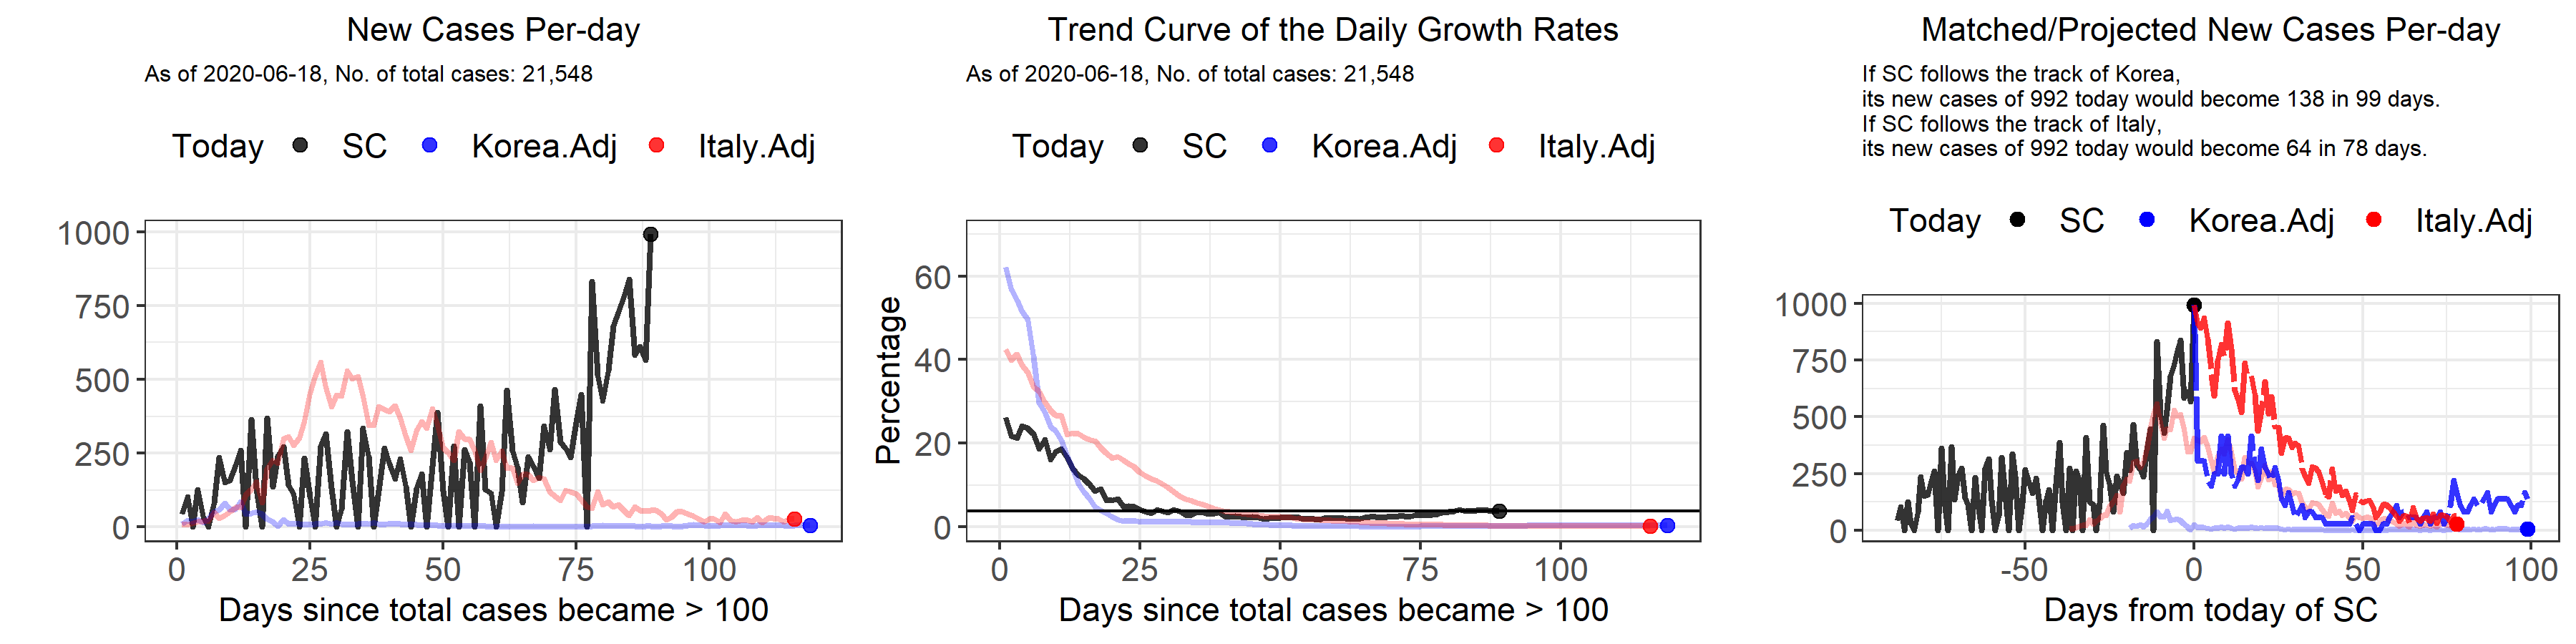 New Cases Per-day
As of 2020-06-18, No. of total cases: 21,548
Today SC Korea.Adj Italy.Adj
1000
750
500
250
0
0 25 50 75 100
Days since total cases became > 100
Trend Curve of the Daily Growth Rates
As of 2020-06-18, No. of total cases: 21,548
Today SC Korea.Adj Italy.Adj
Percentage
60
40
20
0
0 25 50 75 100
Days since total cases became > 100
Matched/Projected New Cases Per-day
If SC follows the track of Korea,
its new cases of 992 today would become 138 in 99 days.
If SC follows the track of Italy,
its new cases of 992 today would become 64 in 78 days.
Today SC Korea.Adj Italy.Adj
1000
750
500
250
0
-50 0 50 100
Days from today of SC